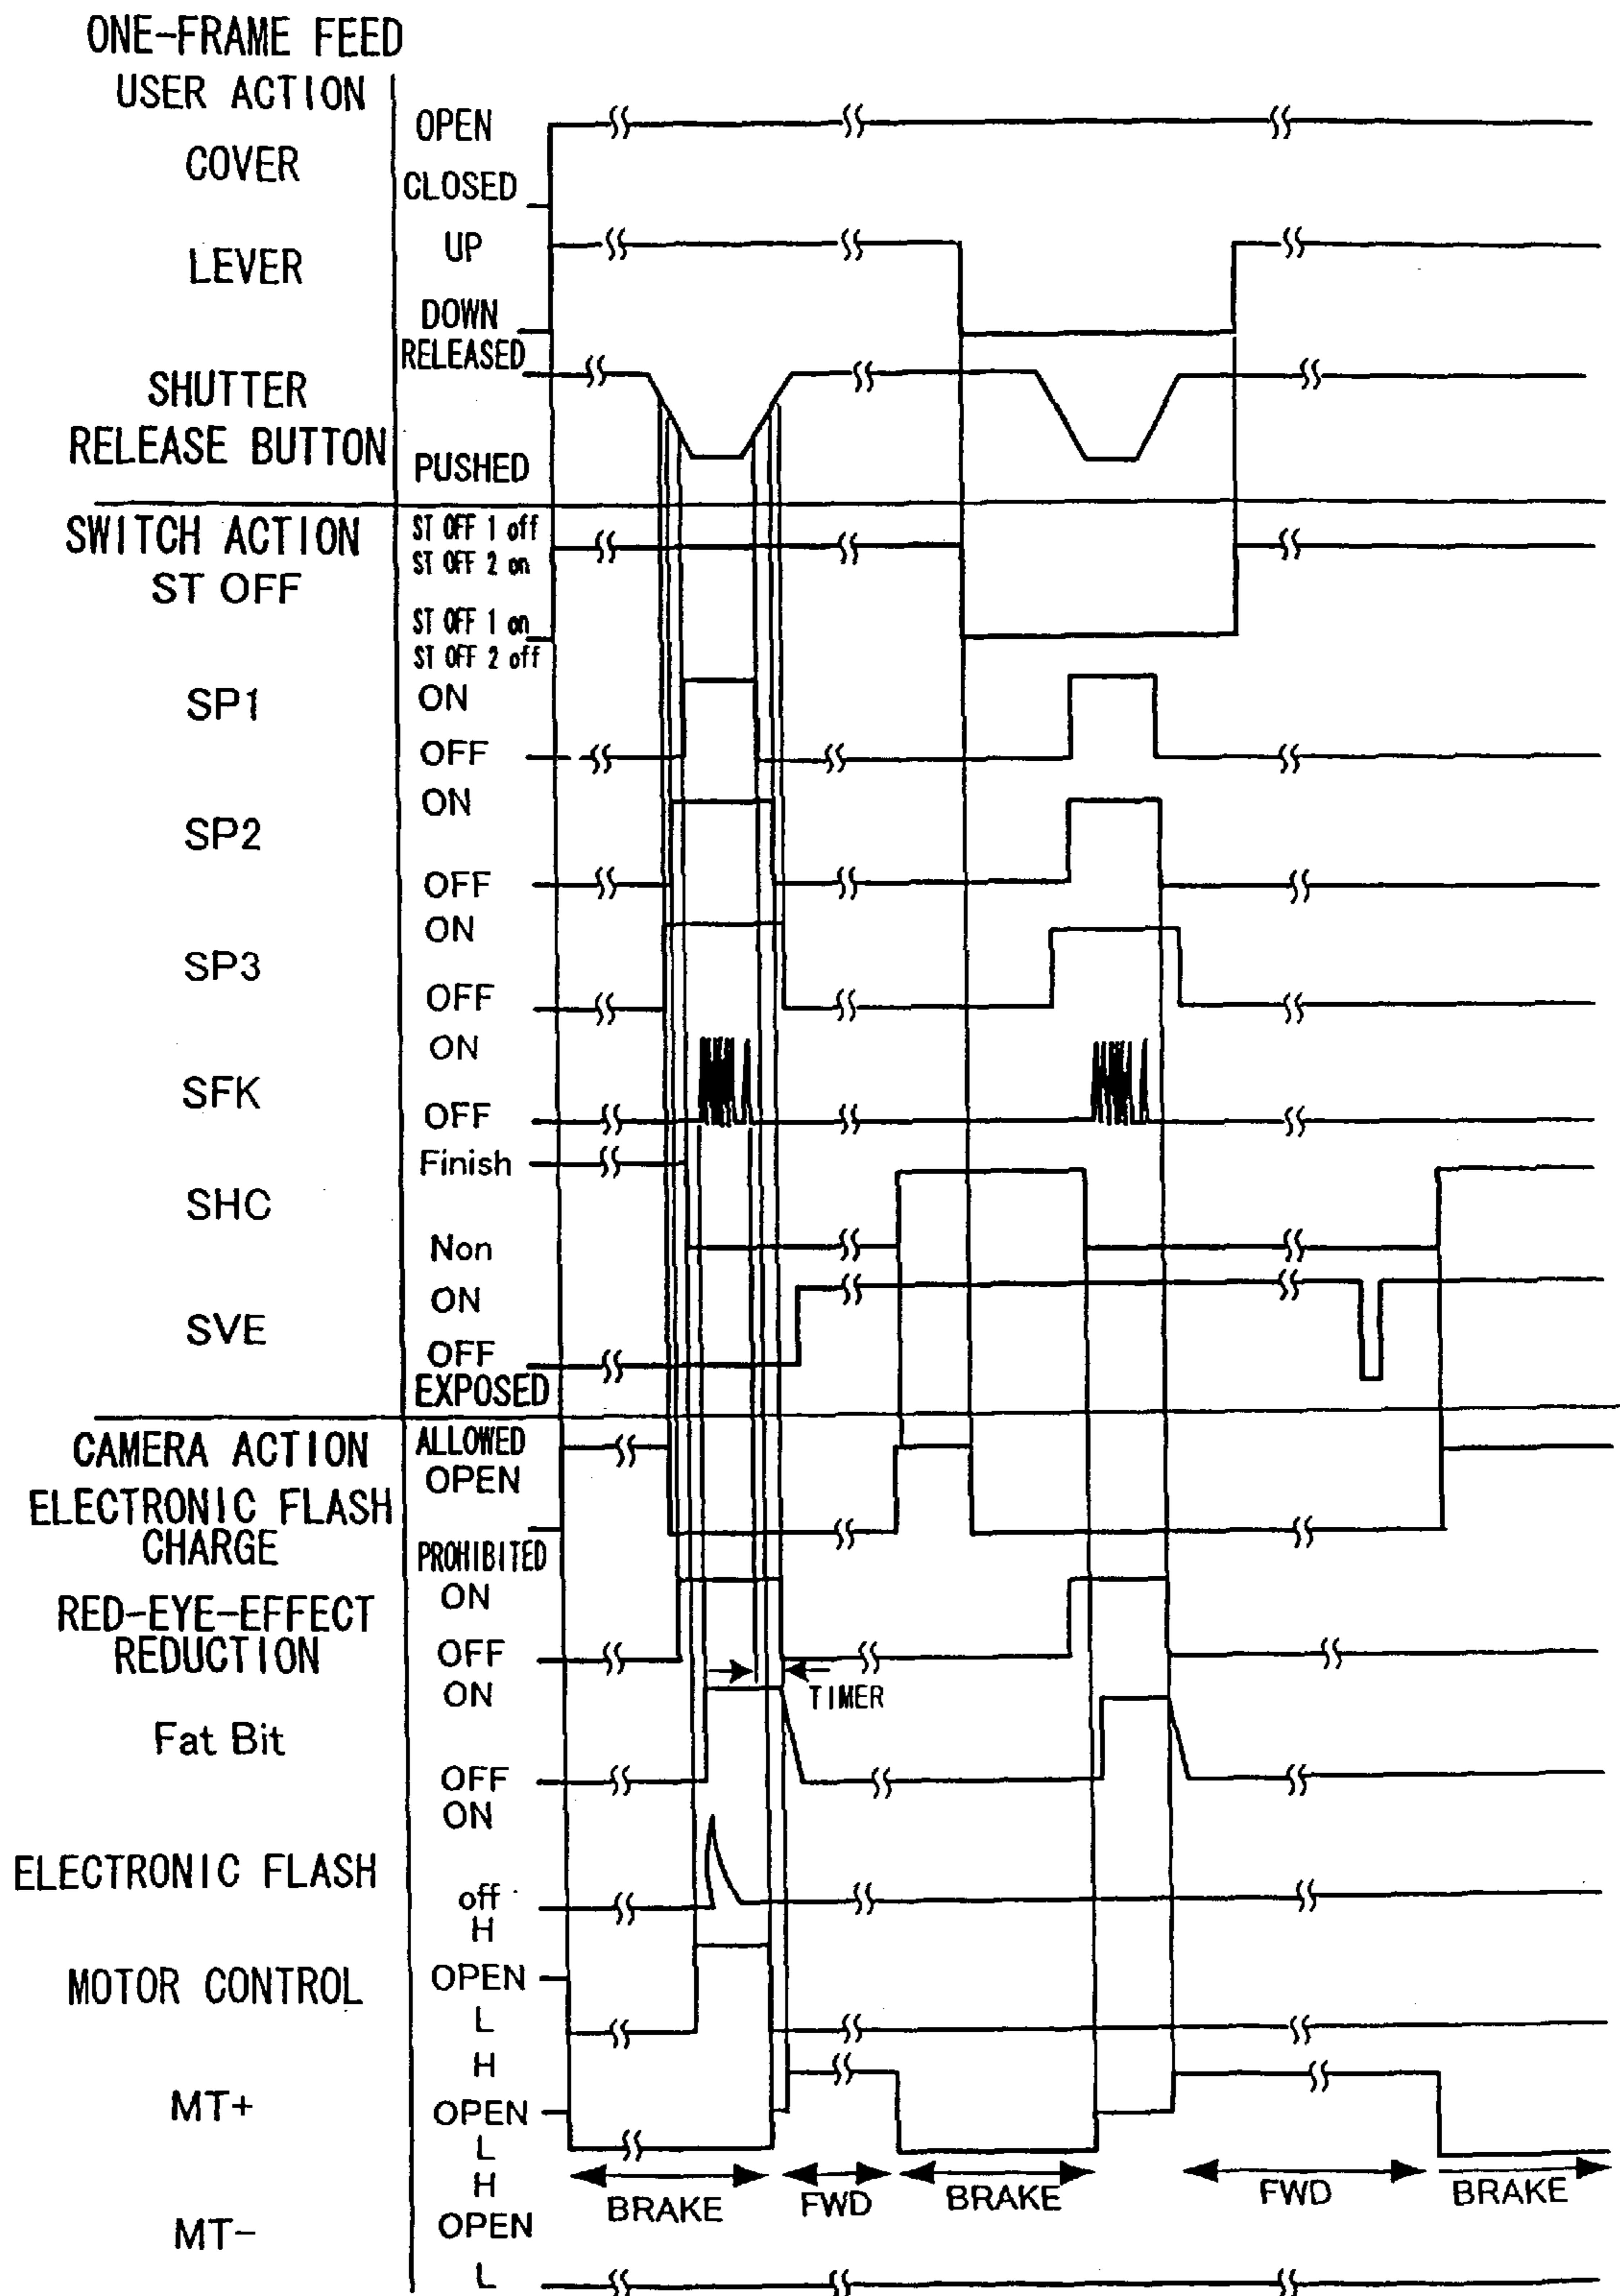 ONE-FRAME FEED
USER ACTION
COVER
OPEN
CLOSED
LEVER
UP
DOWN
SHUTTER
RELEASE BUTTON
RELEASED
PUSHED
SWITCH ACTION
ST OFF
ST OFF 1 off
ST OFF 2 on
ST OFF 1 on
ST OFF 2 off
SP1
ON
OFF
SP2
ON
OFF
SP3
ON
OFF
SFK
ON
OFF
SHC
Finish
Non
SVE
ON
OFF
EXPOSED
CAMERA ACTION
ELECTRONIC FLASH
CHARGE
ALLOWED
OPEN
PROHIBITED
RED-EYE-EFFECT
REDUCTION
ON
OFF
TIMER
Fat Bit
ON
OFF
ELECTRONIC FLASH
ON
off
MOTOR CONTROL
H
OPEN
L
MT+
H
OPEN
L
BRAKE
FWD
BRAKE
FWD
BRAKE
MT-
H
OPEN
L